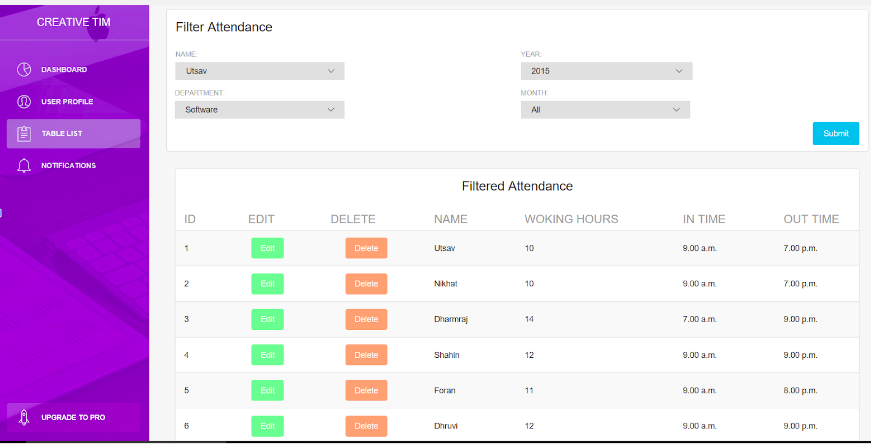 CREATIVE TIM
DASHBOARD
USER PROFILE
TABLE LIST
NOTIFICATIONS
UPGRADE TO PRO
Filter Attendance
NAME: YEAR:
Utsav 2015
DEPARTMENT: MONTH:
Software All
Submit
Filtered Attendance
ID EDIT DELETE NAME WOKING HOURS IN TIME OUT TIME
1 Edit Delete Utsav 10 9.00 a.m. 7.00 p.m.
2 Edit Delete Nikhat 10 9.00 a.m. 7.00 p.m.
3 Edit Delete Dharmraj 14 7.00 a.m. 9.00 p.m.
4 Edit Delete Shahin 12 9.00 a.m. 9.00 p.m.
5 Edit Delete Foran 11 9.00 a.m. 8.00 p.m.
6 Edit Delete Dhruvi 12 9.00 a.m. 9.00 p.m.